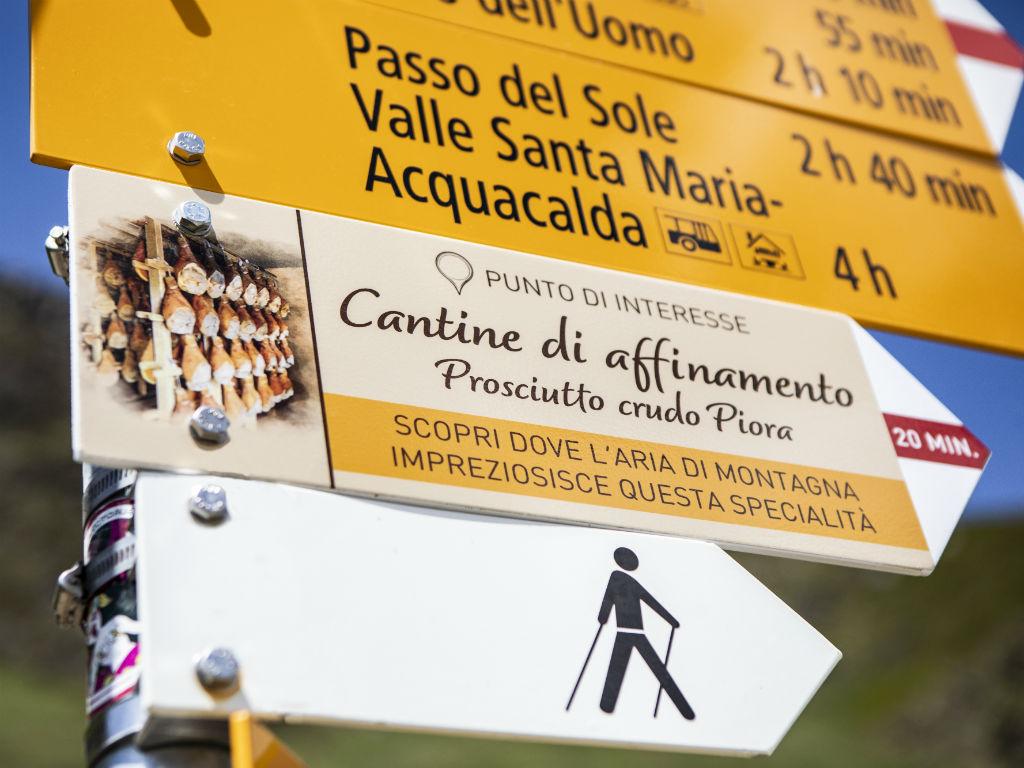 dell'Uomo 55 min
2 h 10 min
Passo del Sole 2 h 40 min
Valle Santa Maria-
Acquacalda 4 h
PUNTO DI INTERESSE
Cantine di affinamento
Prosciutto crudo Piora
20 MIN.
SCOPRI DOVE L'ARIA DI MONTAGNA
IMPREZIOSISCE QUESTA SPECIALITÀ